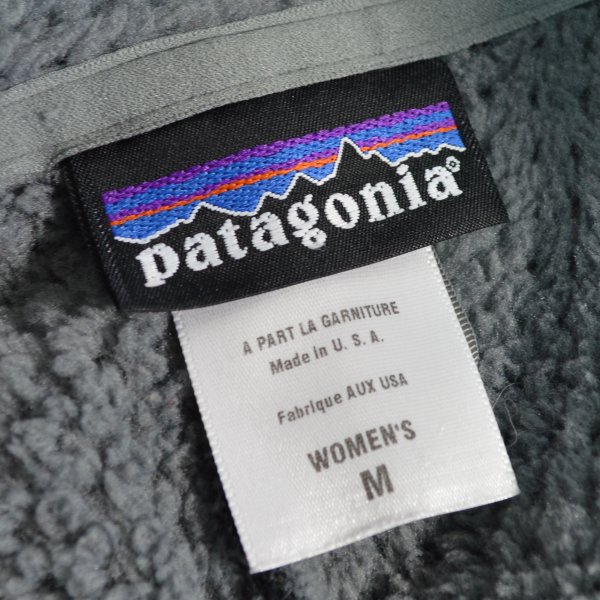 patagonia®
A PART LA GARNITURE
Made in U. S. A.
Fabrique AUX USA
WOMEN'S
M